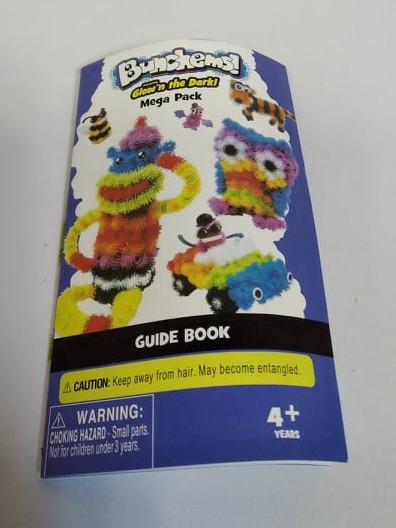 Bunchems!
Glow'n the Dark!
Mega Pack
GUIDE BOOK
CAUTION: Keep away from hair. May become entangled.
WARNING:
CHOKING HAZARD - Small parts.
Not for children under 3 years.
4+
YEARS